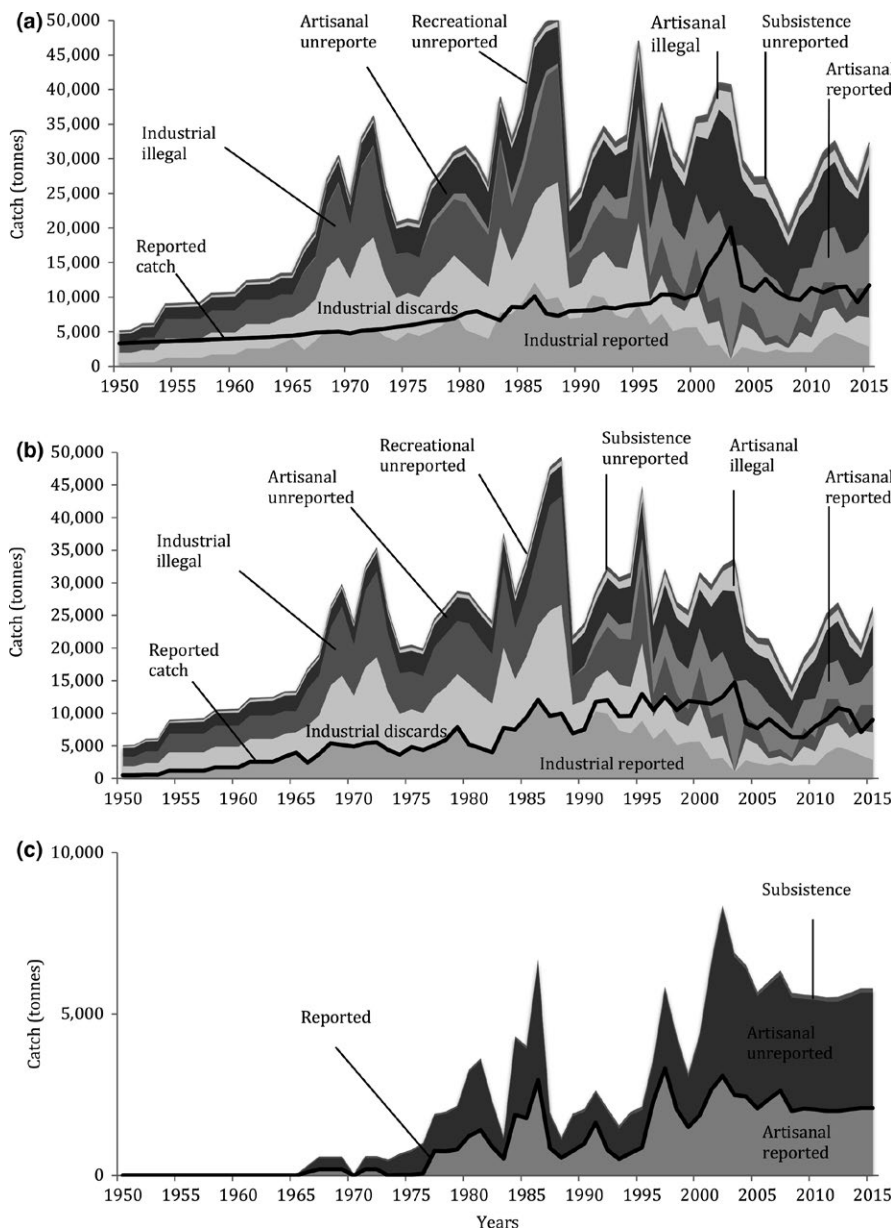 (a)
50,000
45,000
40,000
35,000
30,000
25,000
20,000
15,000
10,000
5,000
0
Catch (tonnes)
Artisanal
unreporte
Recreational
unreported
Artisanal
illegal
Subsistence
unreported
Artisanal
reported
Industrial
illegal
Reported
catch
Industrial discards
Industrial reported
1950 1955 1960 1965 1970 1975 1980 1985 1990 1995 2000 2005 2010 2015
(b)
50,000
45,000
40,000
35,000
30,000
25,000
20,000
15,000
10,000
5,000
0
Catch (tonnes)
Recreational
unreported
Subsistence
unreported
Artisanal
illegal
Artisanal
unreported
Artisanal
reported
Industrial
illegal
Reported
catch
Industrial discards
Industrial reported
1950 1955 1960 1965 1970 1975 1980 1985 1990 1995 2000 2005 2010 2015
(c)
10,000
5,000
0
Catch (tonnes)
Subsistence
Reported
Artisanal
unreported
Artisanal
reported
1950 1955 1960 1965 1970 1975 1980 1985 1990 1995 2000 2005 2010 2015
Years